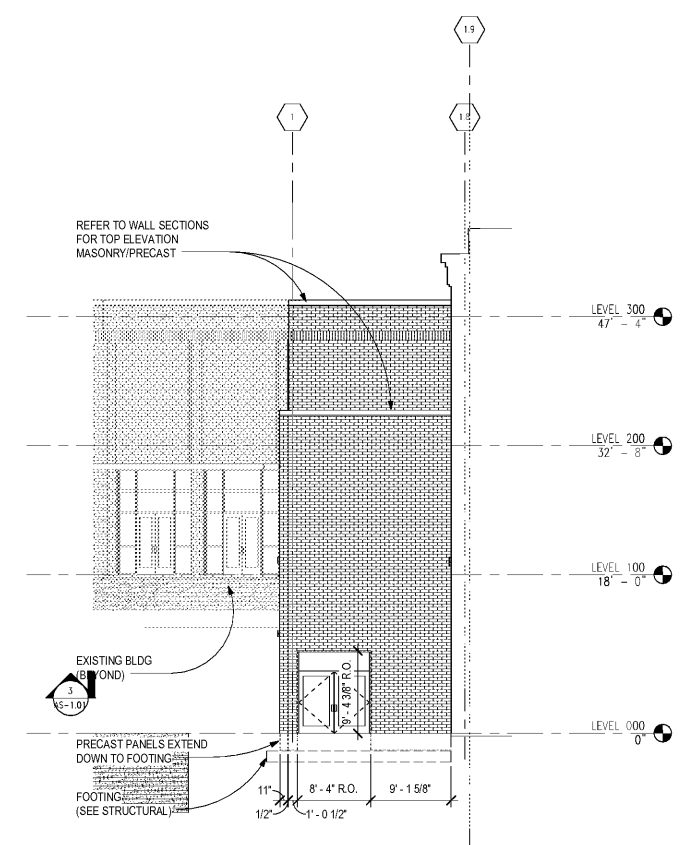 1.9
1
1.8
REFER TO WALL SECTIONS
FOR TOP ELEVATION
MASONRY/PRECAST
LEVEL 300
47' - 4"
LEVEL 200
32' - 8"
LEVEL 100
18' - 0"
EXISTING BLDG
(BEYOND)
3
AS-1.01
9' - 4 3/8" R.O.
LEVEL 000
0"
PRECAST PANELS EXTEND
DOWN TO FOOTING
FOOTING
(SEE STRUCTURAL)
11"
8' - 4" R.O.
9' - 1 5/8"
1/2"
1' - 0 1/2"